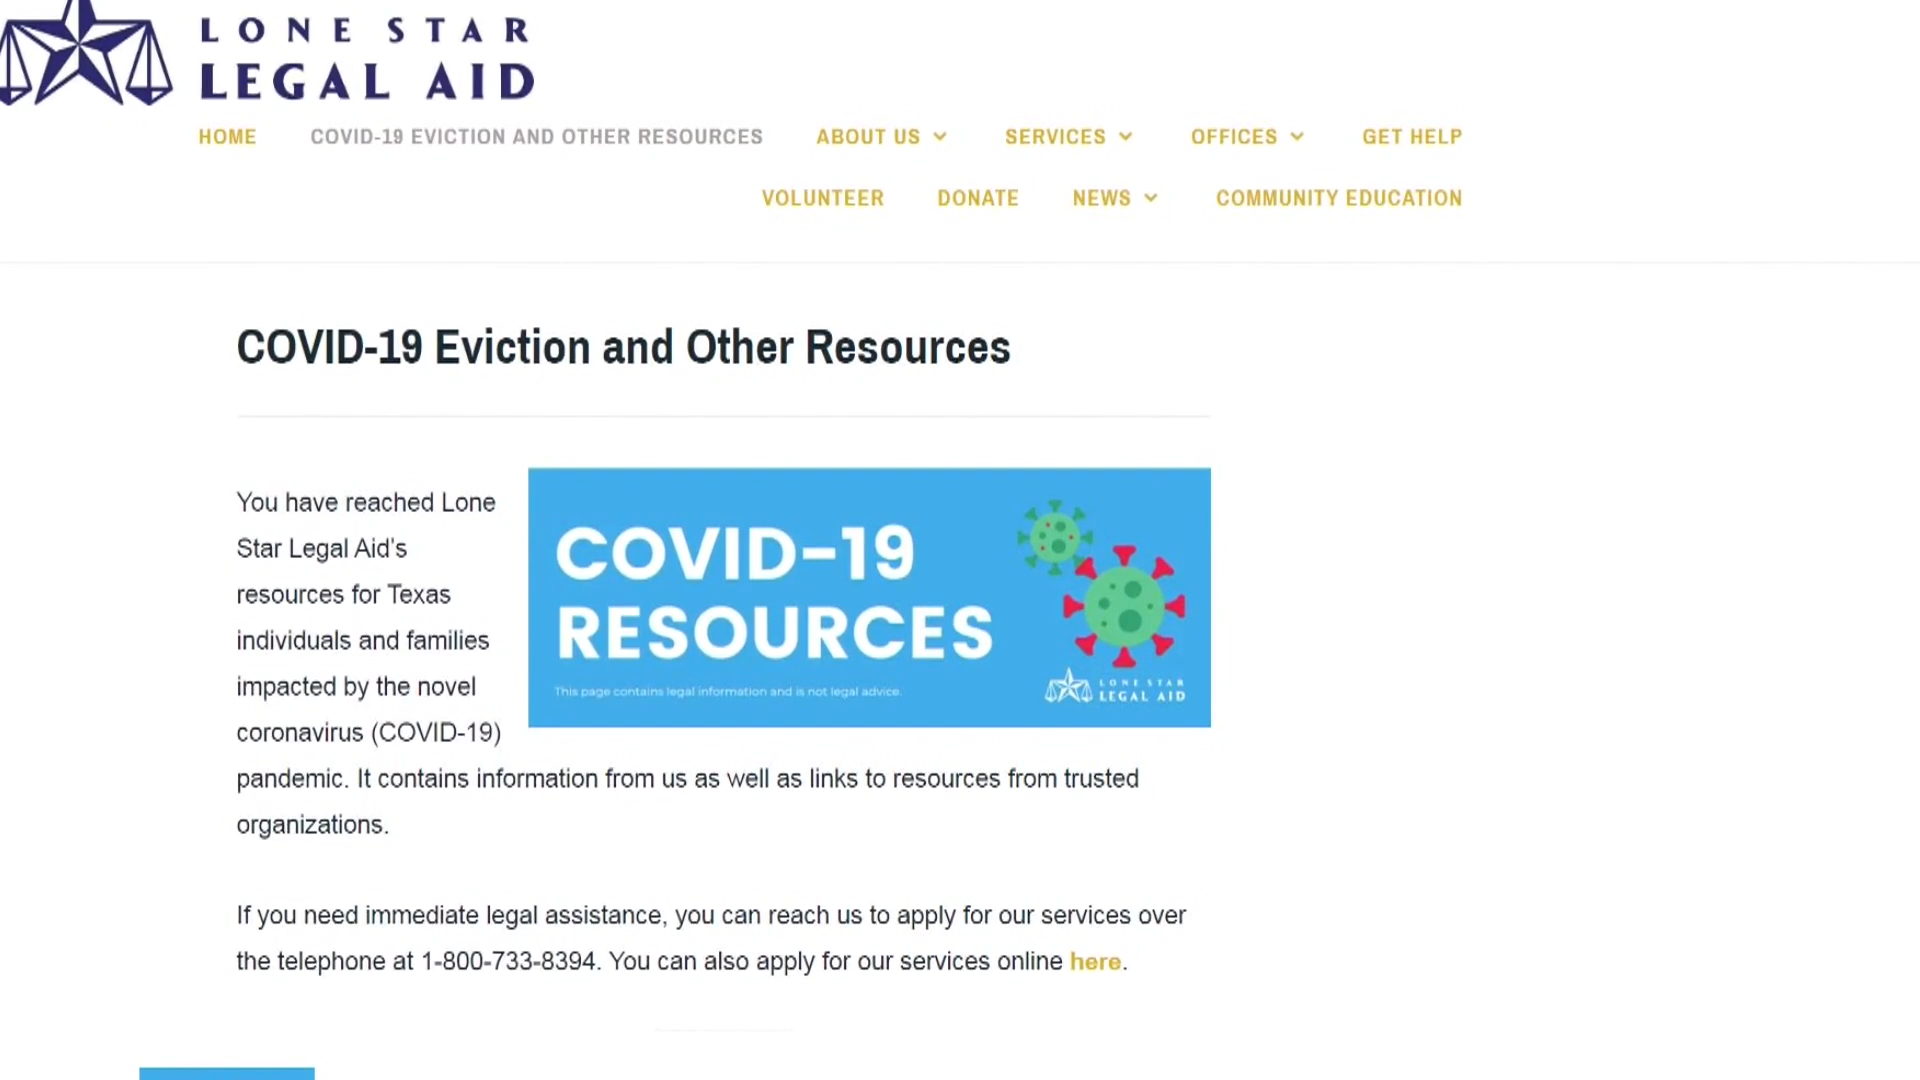 LONE STAR
LEGAL AID
HOME COVID-19 EVICTION AND OTHER RESOURCES ABOUT US SERVICES OFFICES GET HELP
VOLUNTEER DONATE NEWS COMMUNITY EDUCATION
COVID-19 Eviction and Other Resources
You have reached Lone
Star Legal Aid's
resources for Texas
individuals and families
impacted by the novel
coronavirus (COVID-19)
pandemic. It contains information from us as well as links to resources from trusted
organizations.
COVID-19
RESOURCES
This page contains legal information and is not legal advice.
LONE STAR
LEGAL AID
If you need immediate legal assistance, you can reach us to apply for our services over
the telephone at 1-800-733-8394. You can also apply for our services online here.